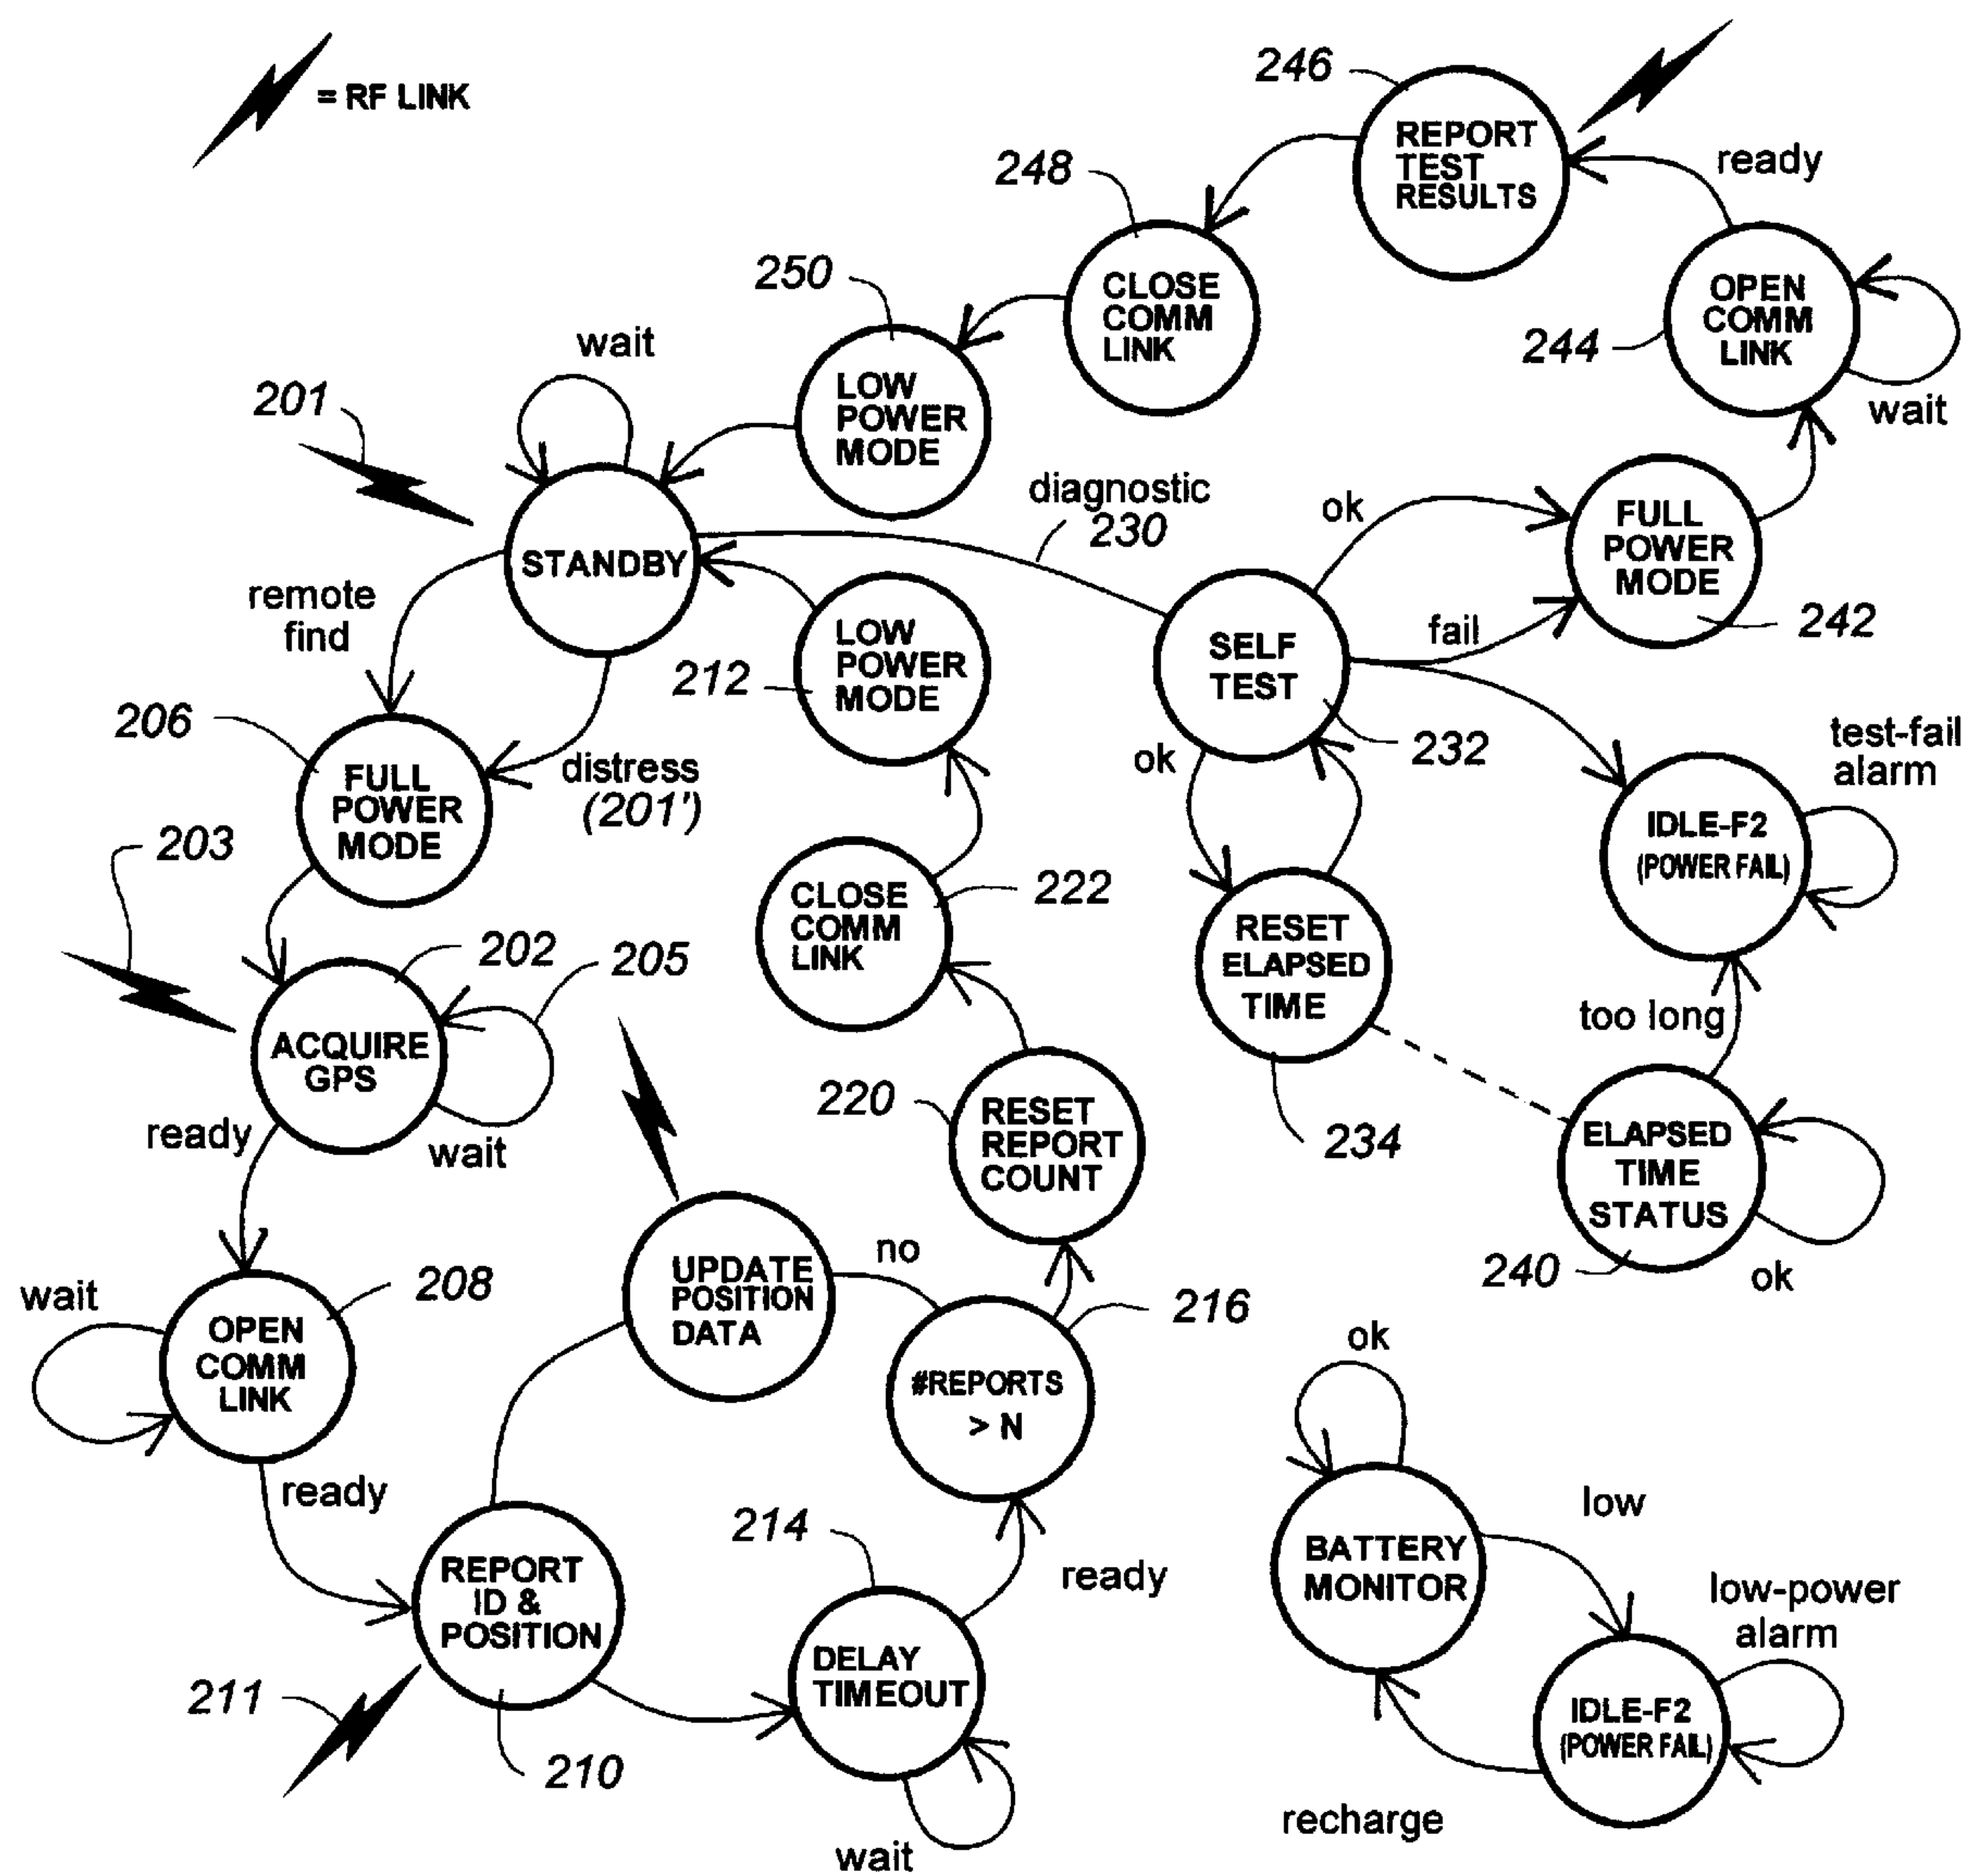 = RF LINK
246
REPORT
TEST
RESULTS
ready
248
CLOSE
COMM
LINK
OPEN
COMM
LINK
244
wait
250
LOW
POWER
MODE
wait
201
STANDBY
diagnostic
230
ok
FULL
POWER
MODE
242
fail
remote
find
LOW
POWER
MODE
212
SELF
TEST
232
206
FULL
POWER
MODE
distress
(201')
ok
test-fail
alarm
IDLE-F2
(POWER FAIL)
203
CLOSE
COMM
LINK
222
RESET
ELAPSED
TIME
234
too long
202
205
ACQUIRE
GPS
ready
wait
220
RESET
REPORT
COUNT
ELAPSED
TIME
STATUS
240
ok
UPDATE
POSITION
DATA
no
216
#REPORTS
> N
wait
208
OPEN
COMM
LINK
ready
ok
BATTERY
MONITOR
low
214
ready
REPORT
ID &
POSITION
211
210
DELAY
TIMEOUT
wait
low-power
alarm
IDLE-F2
(POWER FAIL)
recharge